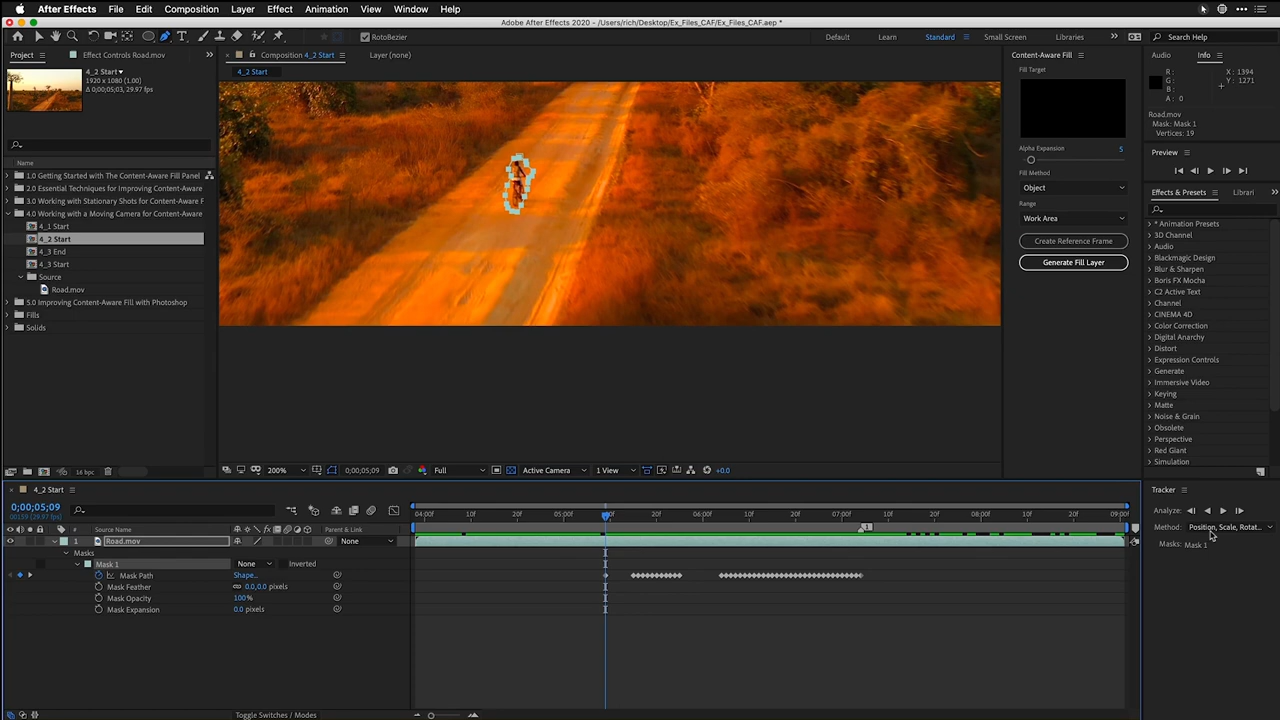 After Effects File Edit Composition Layer Effect Animation View Window Help
Adobe After Effects 2020 - /Users/rich/Desktop/Ex_Files_CAF/Ex_Files_CAF.aep *
RotoBezier
Default Learn Standard Small Screen Libraries Search Help
Project Effect Controls Road.mov
Composition 4_2 Start Layer (none)
4_2 Start
1920 x 1080 (1.00)
Δ 0;00;05;03, 29.97 fps
Name
1.0 Getting Started with The Content-Aware Fill Panel
2.0 Essential Techniques for Improving Content-Aware
3.0 Working with Stationary Shots for Content-Aware F
4.0 Working with a Moving Camera for Content-Aware
4_1 Start
4_2 Start
4_3 End
4_3 Start
Source
Road.mov
5.0 Improving Content-Aware Fill with Photoshop
Fills
Solids
16 bpc
4_2 Start
200% 0;00;05;09 Full Active Camera 1 View +0.0
Content-Aware Fill
Fill Target
Alpha Expansion 5
Fill Method
Object
Range
Work Area
Create Reference Frame
Generate Fill Layer
Audio Info
R :
G :
B :
A : 0
X : 1394
Y : 1271
Road.mov
Mask: Mask 1
Vertices: 19
Preview
Effects & Presets Librari
* Animation Presets
3D Channel
Audio
Blackmagic Design
Blur & Sharpen
Boris FX Mocha
C2 Active Text
Channel
CINEMA 4D
Color Correction
Digital Anarchy
Distort
Expression Controls
Generate
Immersive Video
Keying
Matte
Noise & Grain
Obsolete
Perspective
Red Giant
Simulation
4_2 Start
0;00;05;09
00159 (29.97 fps)
# Source Name Parent & Link
1 Road.mov None
Masks
Mask 1 None Inverted
Mask Path Shape...
Mask Feather 0.0,0.0 pixels
Mask Opacity 100%
Mask Expansion 0.0 pixels
04:00f 10f 20f 05:00f 20f 06:00f 10f 20f 07:00f 10f 20f 08:00f 10f 20f 09:00f
1
Toggle Switches / Modes
Tracker
Analyze:
Method: Position, Scale, Rotat...
Masks: Mask 1